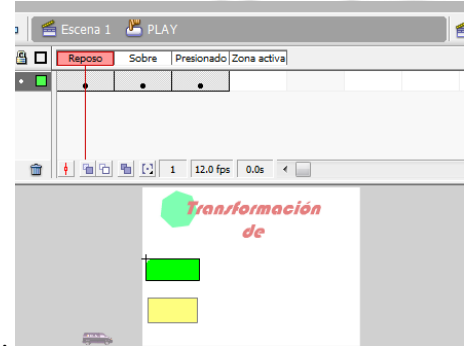 Escena 1 PLAY
Reposo Sobre Presionado Zona activa
1 12.0 fps 0.0s
Transformación
de